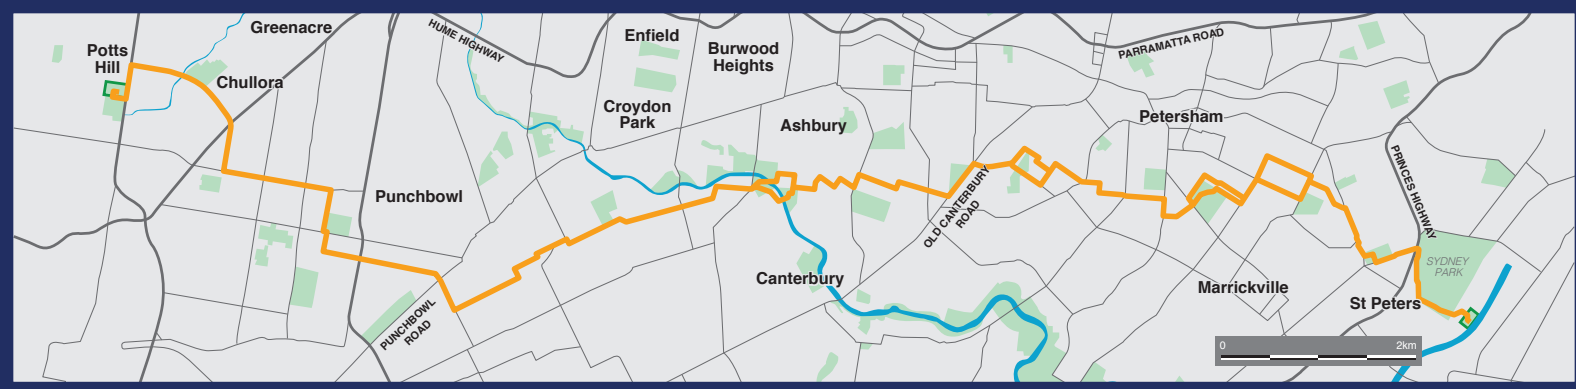 Potts
Hill
Greenacre
Chullora
HUME HIGHWAY
Enfield
Burwood
Heights
Croydon
Park
Ashbury
PARRAMATTA ROAD
Petersham
Punchbowl
PRINCES HIGHWAY
OLD CANTERBURY
ROAD
Canterbury
SYDNEY
PARK
Marrickville
St Peters
PUNCHBOWL
ROAD
0 2km